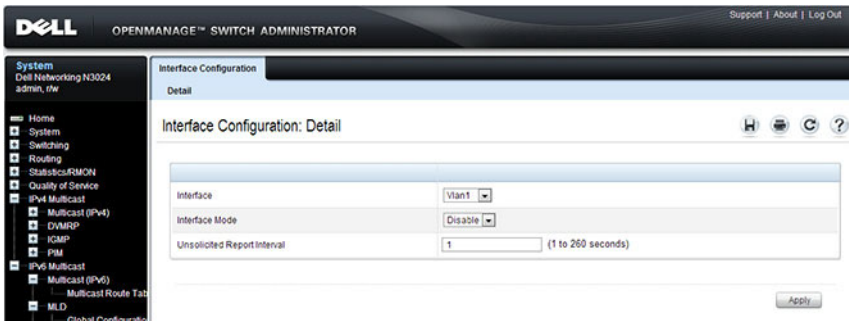 Support | About | Log Out
DELL OPENMANAGE™ SWITCH ADMINISTRATOR
System
Dell Networking N3024
admin, r/w
Home
System
Switching
Routing
Statistics/RMON
Quality of Service
IPv4 Multicast
Multicast (IPv4)
DVMRP
IGMP
PIM
IPv6 Multicast
Multicast (IPv6)
Multicast Route Tab
MLD
Global Configuratio
Interface Configuration
Detail
Interface Configuration: Detail
Interface Vlan1
Interface Mode Disable
Unsolicited Report Interval 1 (1 to 260 seconds)
Apply